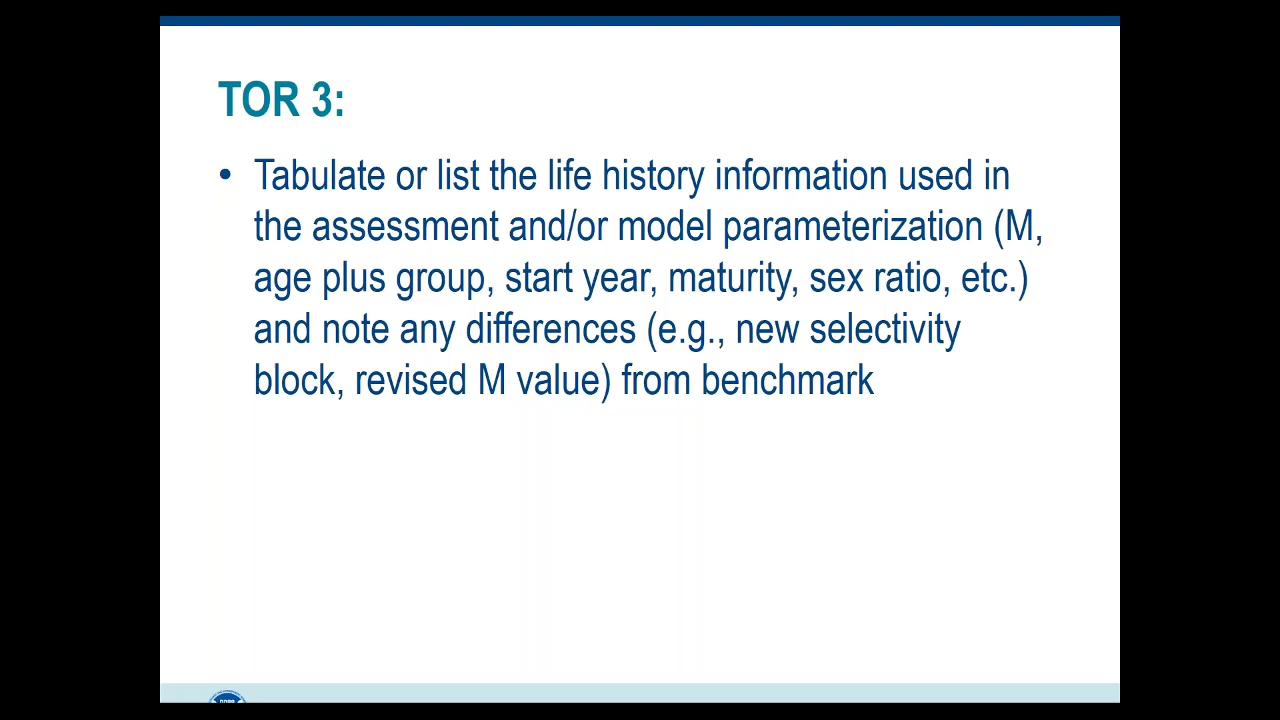 TOR 3:
• Tabulate or list the life history information used in
the assessment and/or model parameterization (M,
age plus group, start year, maturity, sex ratio, etc.)
and note any differences (e.g., new selectivity
block, revised M value) from benchmark